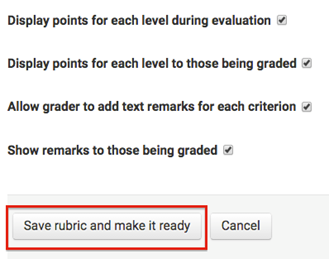 Display points for each level during evaluation
Display points for each level to those being graded
Allow grader to add text remarks for each criterion
Show remarks to those being graded
Save rubric and make it ready Cancel